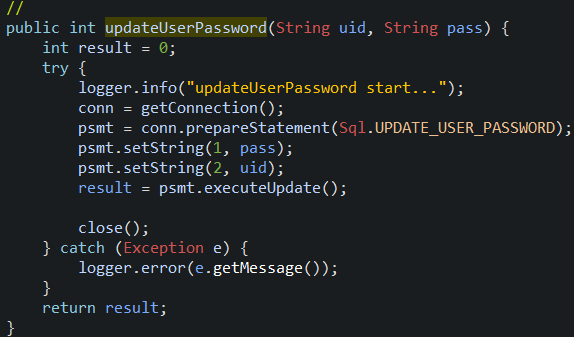 //
public int updateUserPassword(String uid, String pass) {
    int result = 0;
    try {
        logger.info("updateUserPassword start...");
        conn = getConnection();
        psmt = conn.prepareStatement(Sql.UPDATE_USER_PASSWORD);
        psmt.setString(1, pass);
        psmt.setString(2, uid);
        result = psmt.executeUpdate();

        close();
    } catch (Exception e) {
        logger.error(e.getMessage());
    }
    return result;
}